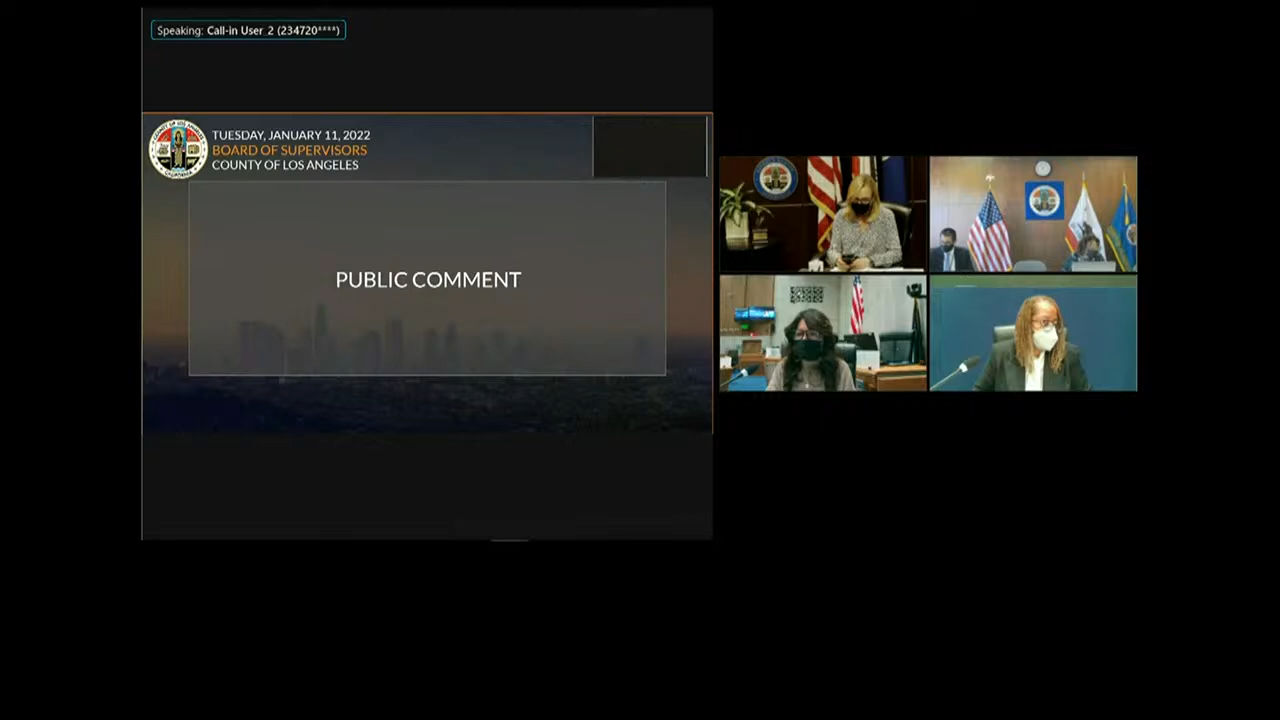 Speaking: Call-in User_2 (234720****)
TUESDAY, JANUARY 11, 2022
BOARD OF SUPERVISORS
COUNTY OF LOS ANGELES
PUBLIC COMMENT